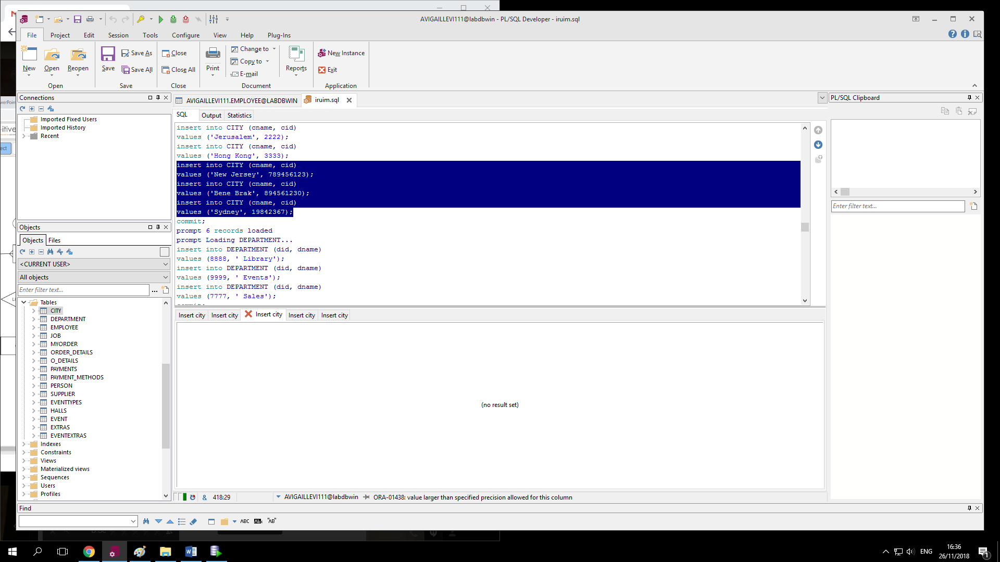 AVIGAILLEVI111@labdbwin - PL/SQL Developer - iruim.sql
File Project Edit Session Tools Configure View Help Plug-Ins
New Open Reopen Save Save As Save All Close Close All Print Change to Copy to E-mail Reports New Instance Exit
Open Save Close Document Application
Connections
Imported Fixed Users
Imported History
Recent
Objects
Objects Files
<CURRENT USER>
All objects
Enter filter text...
Tables
CITY
DEPARTMENT
EMPLOYEE
JOB
MYORDER
ORDER_DETAILS
O_DETAILS
PAYMENTS
PAYMENT_METHODS
PERSON
SUPPLIER
EVENTTYPES
HALLS
EVENT
EXTRAS
EVENTEXTRAS
Indexes
Constraints
Views
Materialized views
Sequences
Users
Profiles
AVIGAILLEVI111.EMPLOYEE@LABDBWIN iruim.sql
SQL Output Statistics
insert into CITY (cname, cid)
values ('Jerusalem', 2222);
insert into CITY (cname, cid)
values ('Hong Kong', 3333);
insert into CITY (cname, cid)
values ('New Jersey', 789456123);
insert into CITY (cname, cid)
values ('Bene Brak', 894561230);
insert into CITY (cname, cid)
values ('Sydney', 19842367);
commit;
prompt 6 records loaded
prompt Loading DEPARTMENT...
insert into DEPARTMENT (did, dname)
values (8888, ' Library');
insert into DEPARTMENT (did, dname)
values (9999, ' Events');
insert into DEPARTMENT (did, dname)
values (7777, ' Sales');
Insert city Insert city Insert city Insert city Insert city
(no result set)
& 418:29 AVIGAILLEVI111@labdbwin ORA-01438: value larger than specified precision allowed for this column
PL/SQL Clipboard
Enter filter text...
Find
ABC "AB"
ENG
16:36
26/11/2018
1